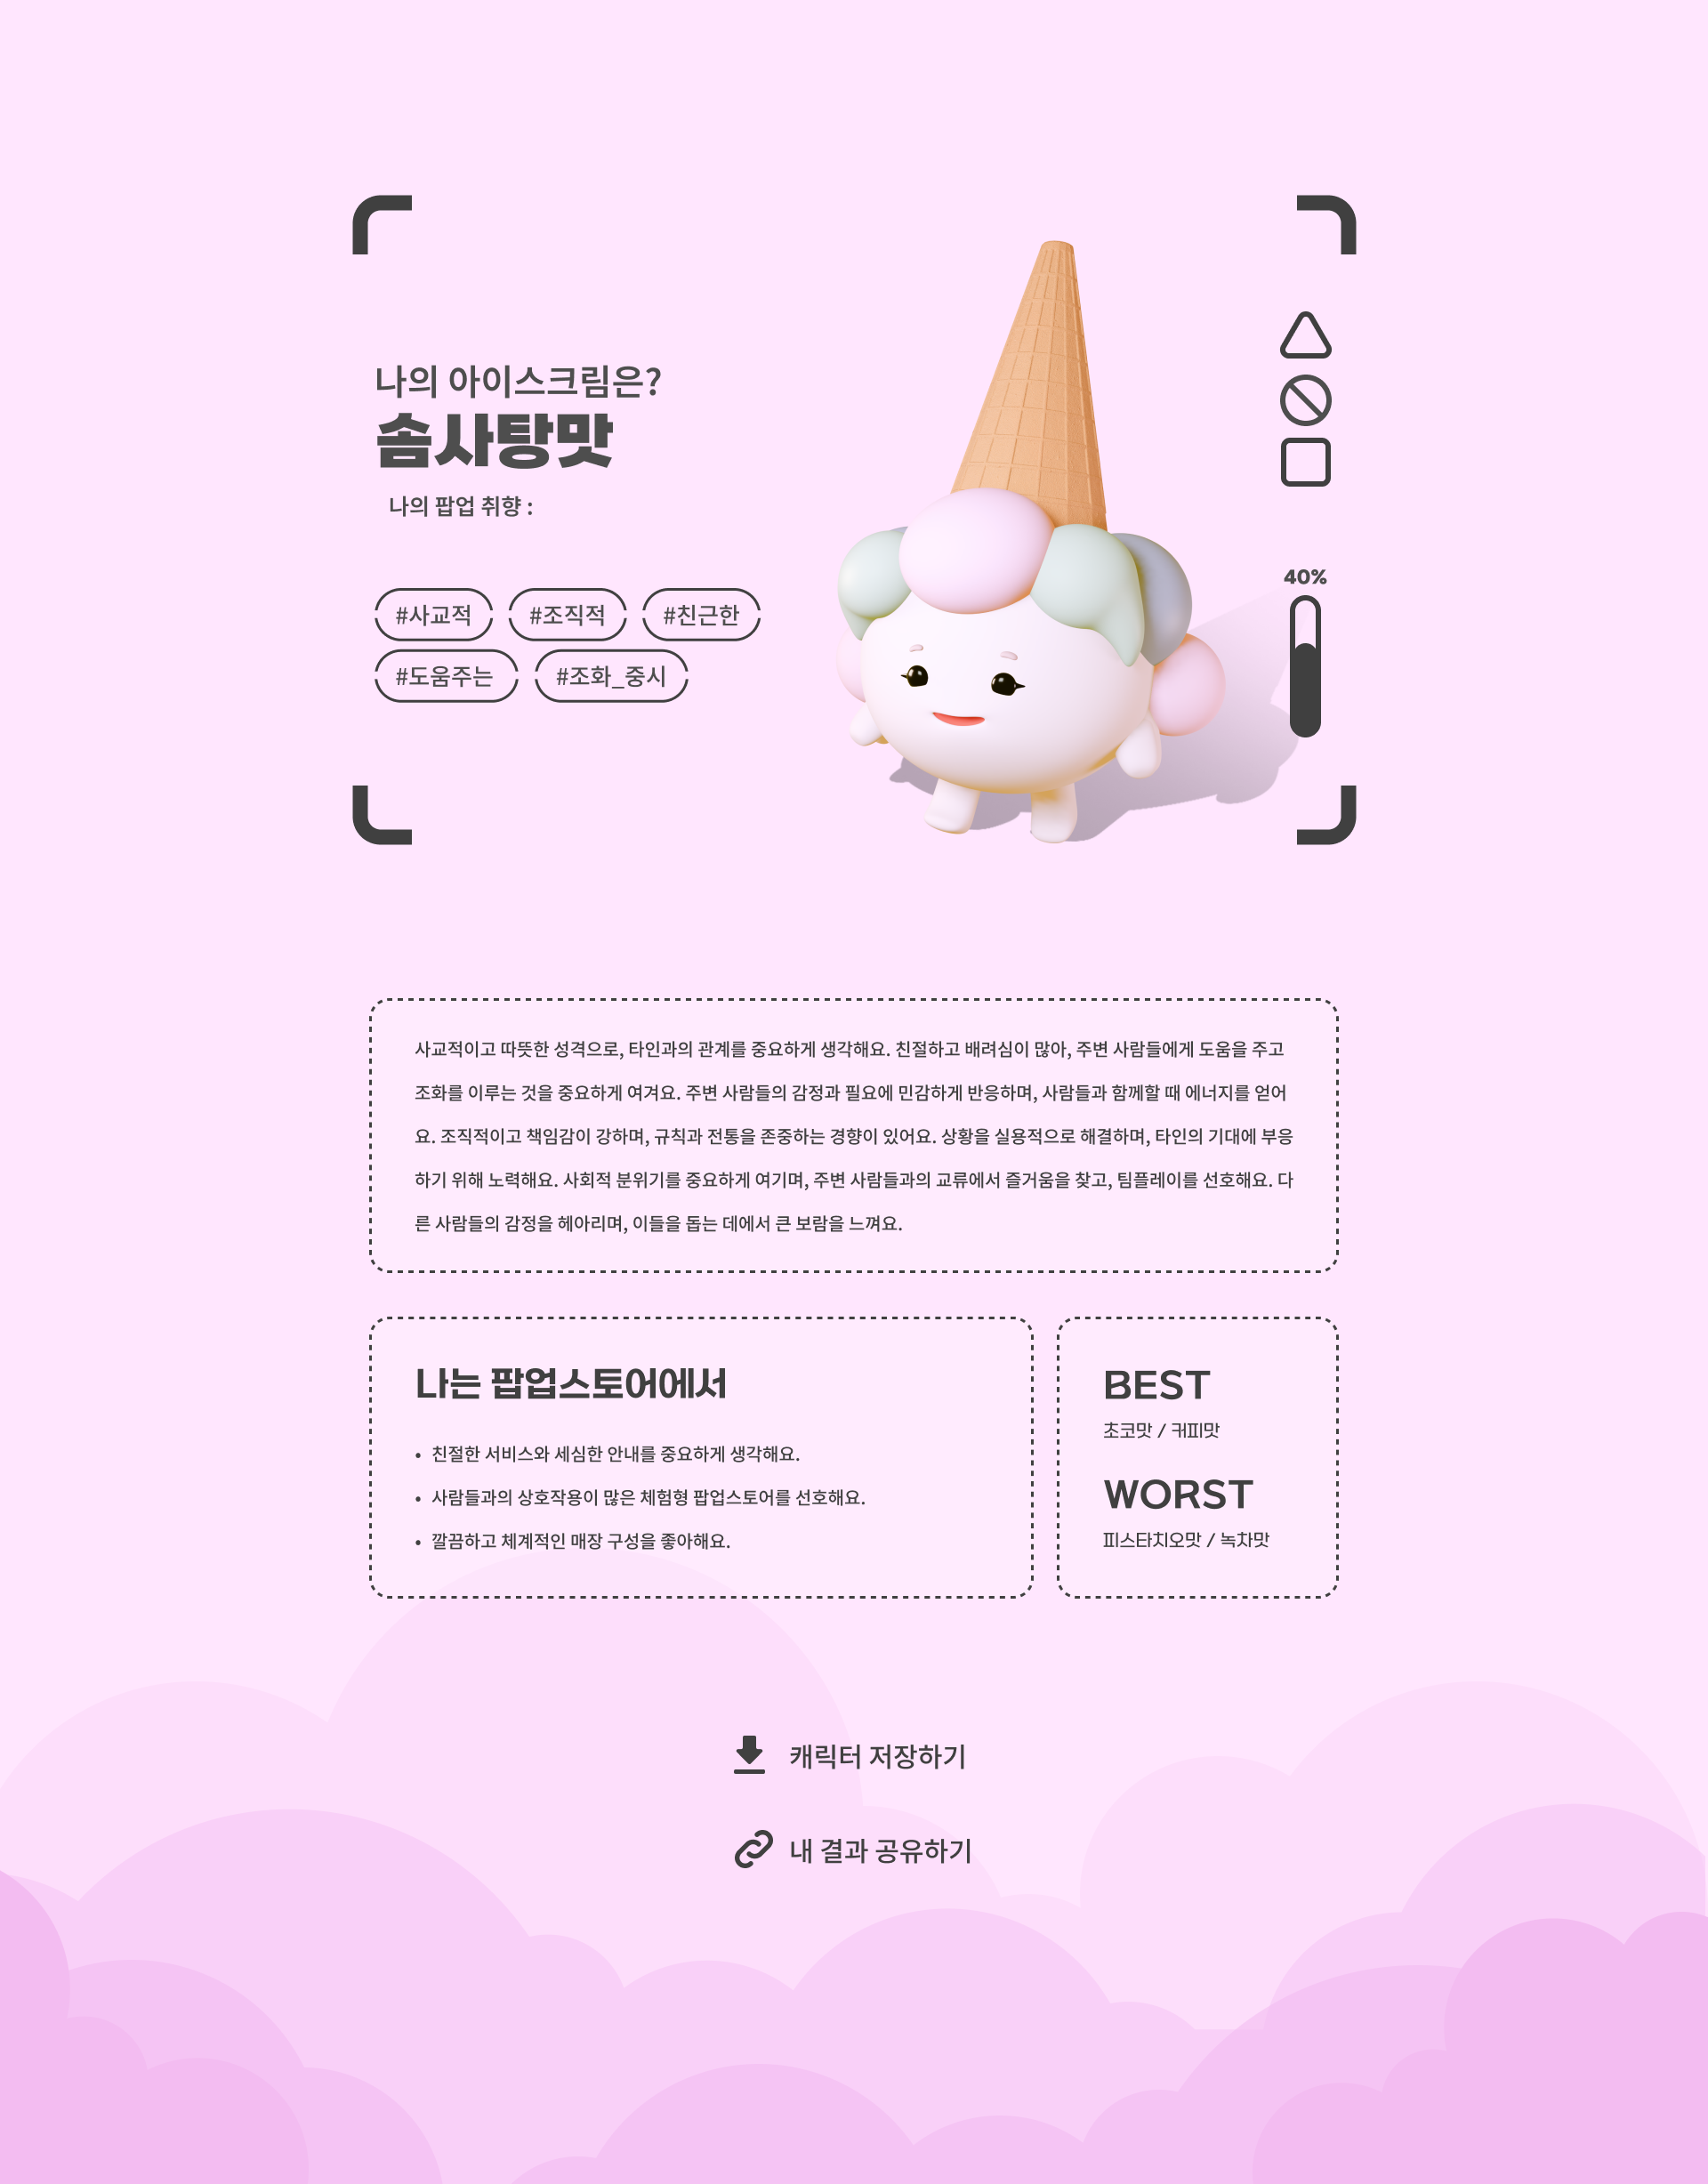 나의 아이스크림은?
솜사탕맛
나의 팝업 취향 :
#사교적 #조직적 #친근한
#도움주는 #조화_중시
40%
사교적이고 따뜻한 성격으로, 타인과의 관계를 중요하게 생각해요. 친절하고 배려심이 많아, 주변 사람들에게 도움을 주고
조화를 이루는 것을 중요하게 여겨요. 주변 사람들의 감정과 필요에 민감하게 반응하며, 사람들과 함께할 때 에너지를 얻어
요. 조직적이고 책임감이 강하며, 규칙과 전통을 존중하는 경향이 있어요. 상황을 실용적으로 해결하며, 타인의 기대에 부응
하기 위해 노력해요. 사회적 분위기를 중요하게 여기며, 주변 사람들과의 교류에서 즐거움을 찾고, 팀플레이를 선호해요. 다
른 사람들의 감정을 헤아리며, 이들을 돕는 데에서 큰 보람을 느껴요.
나는 팝업스토어에서
• 친절한 서비스와 세심한 안내를 중요하게 생각해요.
• 사람들과의 상호작용이 많은 체험형 팝업스토어를 선호해요.
• 깔끔하고 체계적인 매장 구성을 좋아해요.
BEST
초코맛 / 커피맛
WORST
피스타치오맛 / 녹차맛
캐릭터 저장하기
내 결과 공유하기